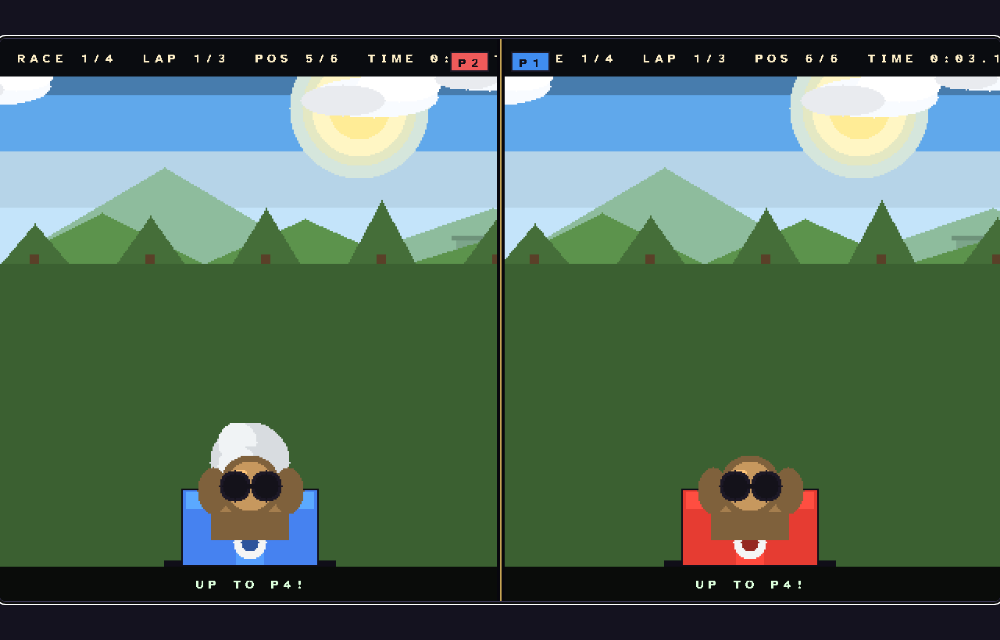 RACE 1/4 LAP 1/3 POS 5/6 TIME 0: P2
P1 E 1/4 LAP 1/3 POS 6/6 TIME 0:03.1
UP TO P4!
UP TO P4!